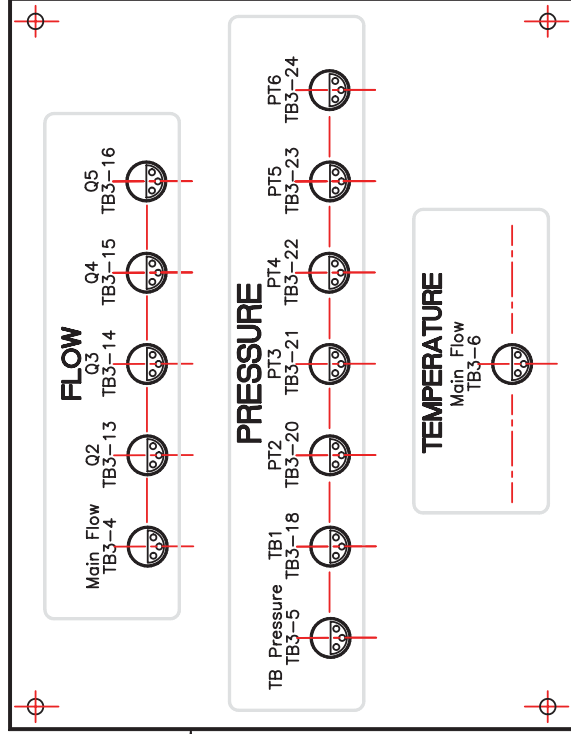 FLOW
Main Flow
TB3-4
Q2
TB3-13
Q3
TB3-14
Q4
TB3-15
Q5
TB3-16
PRESSURE
TB Pressure
TB3-5
TB1
TB3-18
PT2
TB3-20
PT3
TB3-21
PT4
TB3-22
PT5
TB3-23
PT6
TB3-24
TEMPERATURE
Main Flow
TB3-6